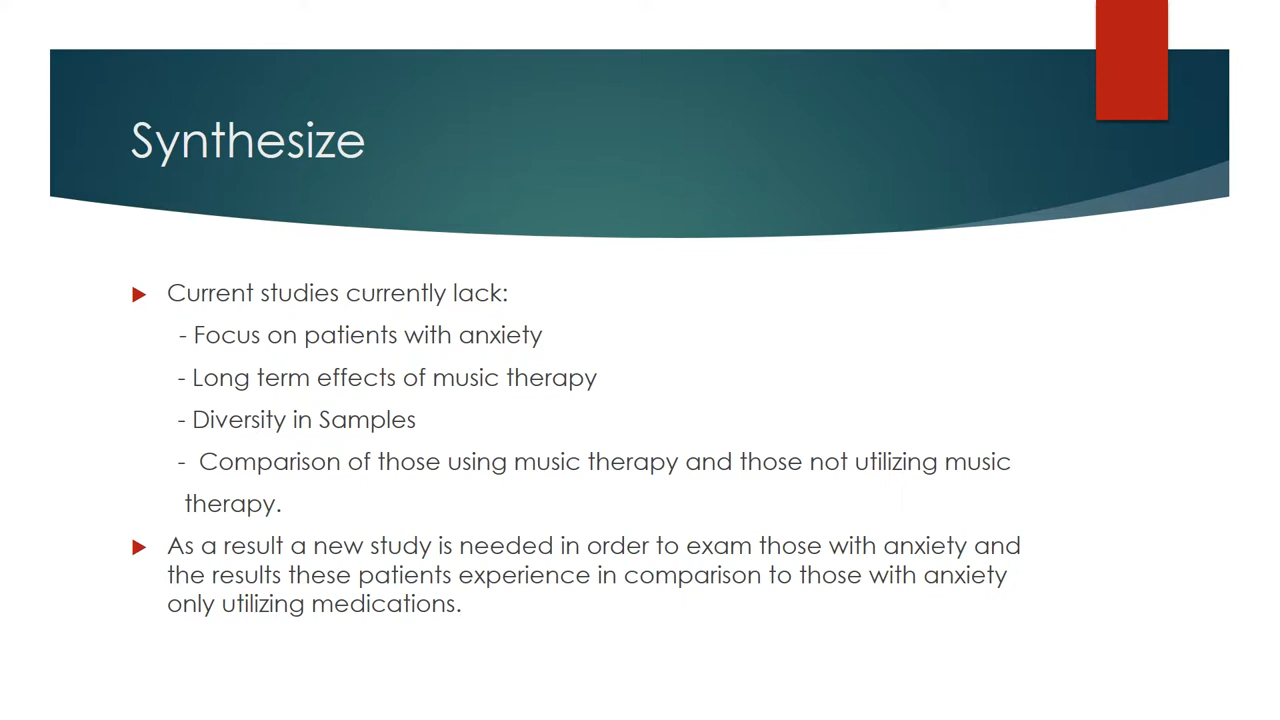 Synthesize
Current studies currently lack:
- Focus on patients with anxiety
- Long term effects of music therapy
- Diversity in Samples
- Comparison of those using music therapy and those not utilizing music
therapy.
As a result a new study is needed in order to exam those with anxiety and
the results these patients experience in comparison to those with anxiety
only utilizing medications.